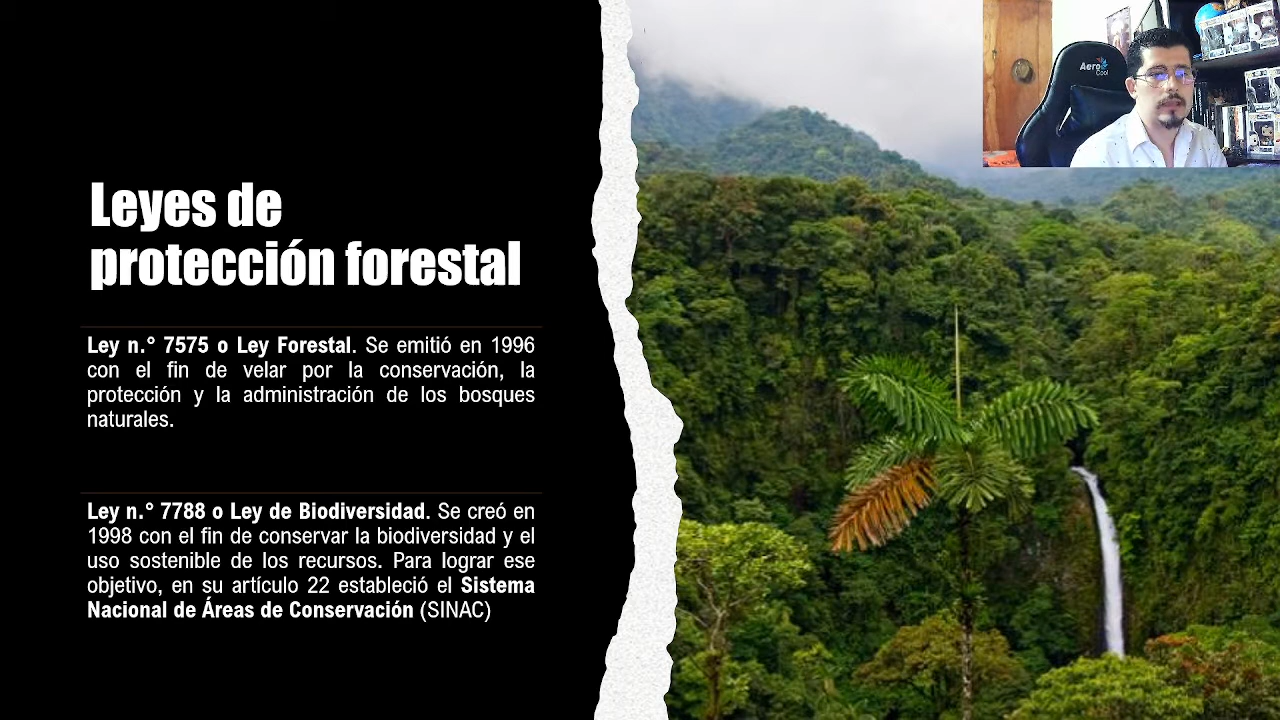 Leyes de
protección forestal
Ley n.° 7575 o Ley Forestal. Se emitió en 1996
con el fin de velar por la conservación, la
protección y la administración de los bosques
naturales.
Ley n.° 7788 o Ley de Biodiversidad. Se creó en
1998 con el fin de conservar la biodiversidad y el
uso sostenible de los recursos. Para lograr ese
objetivo, en su artículo 22 estableció el Sistema
Nacional de Áreas de Conservación (SINAC)
Aero
Cool